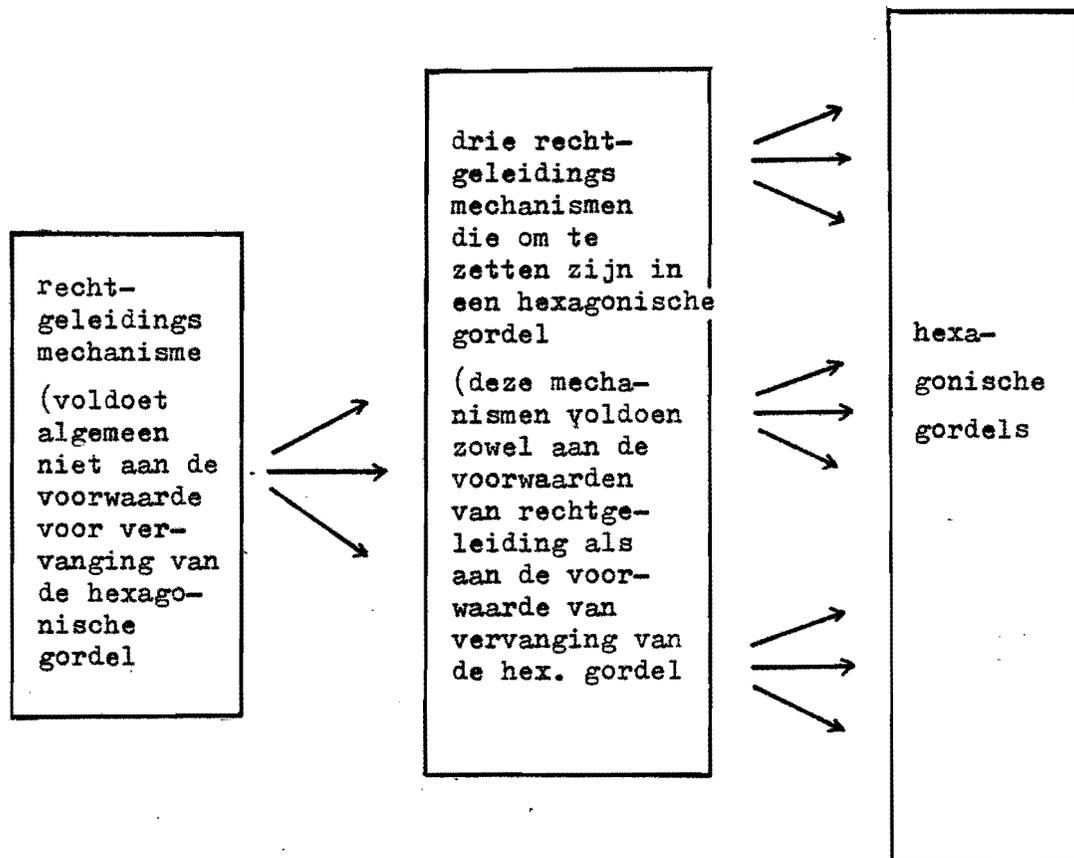 recht-
geleidings
mechanisme
(voldoet
algemeen
niet aan de
voorwaarde
voor ver-
vanging van
de hexago-
nische
gordel
drie recht-
geleidings
mechanismen
die om te
zetten zijn in
een hexagonische
gordel
(deze mecha-
nismen voldoen
zowel aan de
voorwaarden
van rechtge-
leiding als
aan de voor-
waarde van
vervanging van
de hex. gordel
hexa-
gonische
gordels